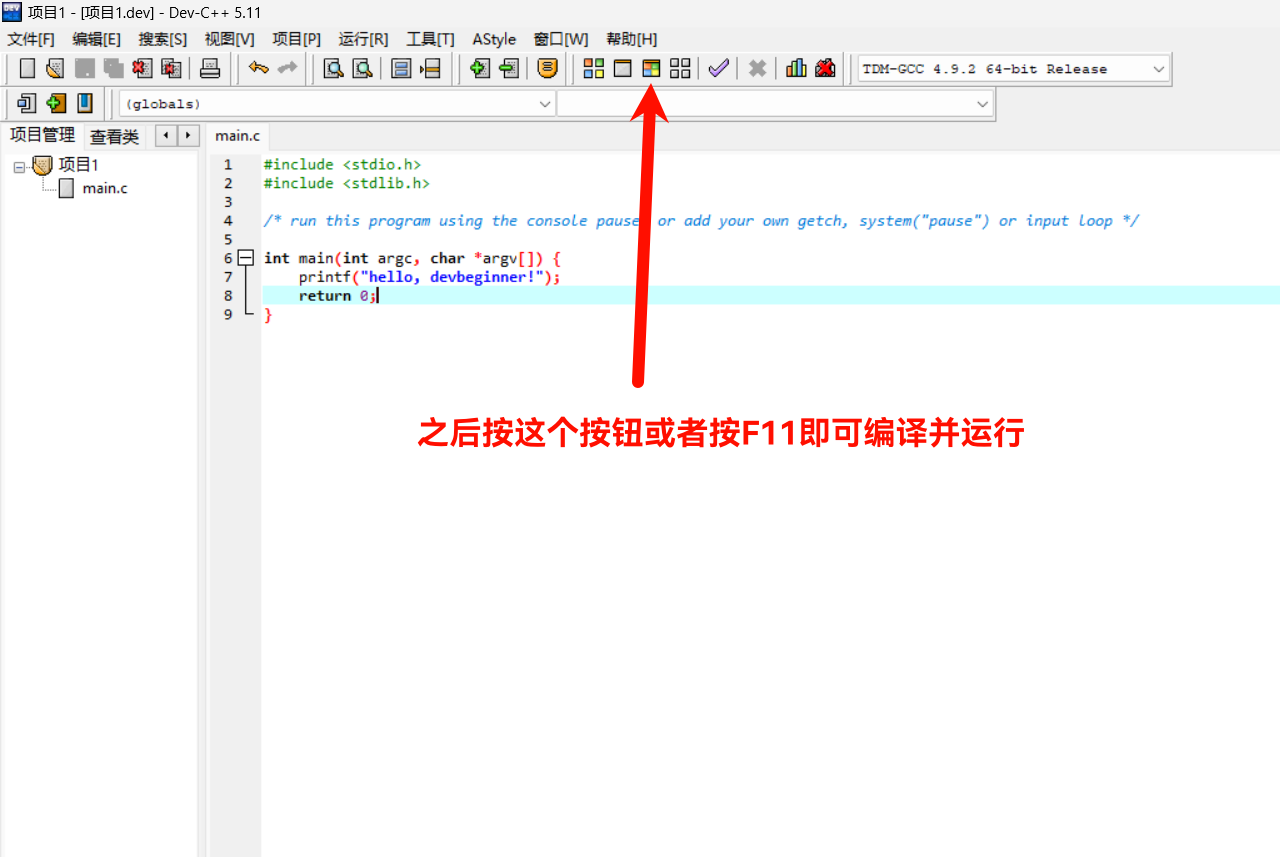 项目1 - [项目1.dev] - Dev-C++ 5.11
文件[F] 编辑[E] 搜索[S] 视图[V] 项目[P] 运行[R] 工具[T] AStyle 窗口[W] 帮助[H]
TDM-GCC 4.9.2 64-bit Release
(globals)
项目管理 查看类 main.c
项目1
main.c
1 #include <stdio.h>
2 #include <stdlib.h>
3
4 /* run this program using the console pause or add your own getch, system("pause") or input loop */
5
6 int main(int argc, char *argv[]) {
7 printf("hello, devbeginner!");
8 return 0;
9 }
之后按这个按钮或者按F11即可编译并运行